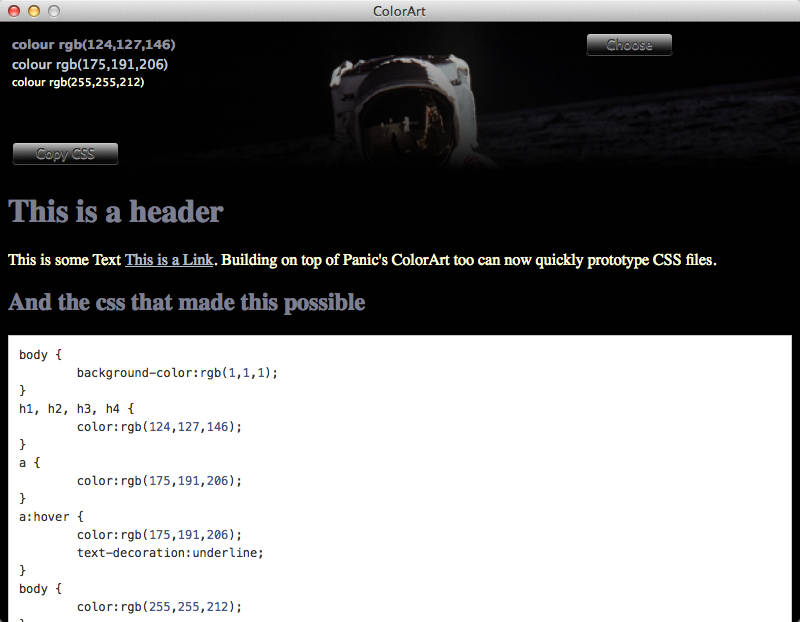 ColorArt
colour rgb(124,127,146)
Choose
colour rgb(175,191,206)
colour rgb(255,255,212)
Copy CSS
This is a header
This is some Text This is a Link. Building on top of Panic's ColorArt too can now quickly prototype CSS files.
And the css that made this possible
body {
background-color:rgb(1,1,1);
}
h1, h2, h3, h4 {
color:rgb(124,127,146);
}
a {
color:rgb(175,191,206);
}
a:hover {
color:rgb(175,191,206);
text-decoration:underline;
}
body {
color:rgb(255,255,212);
}